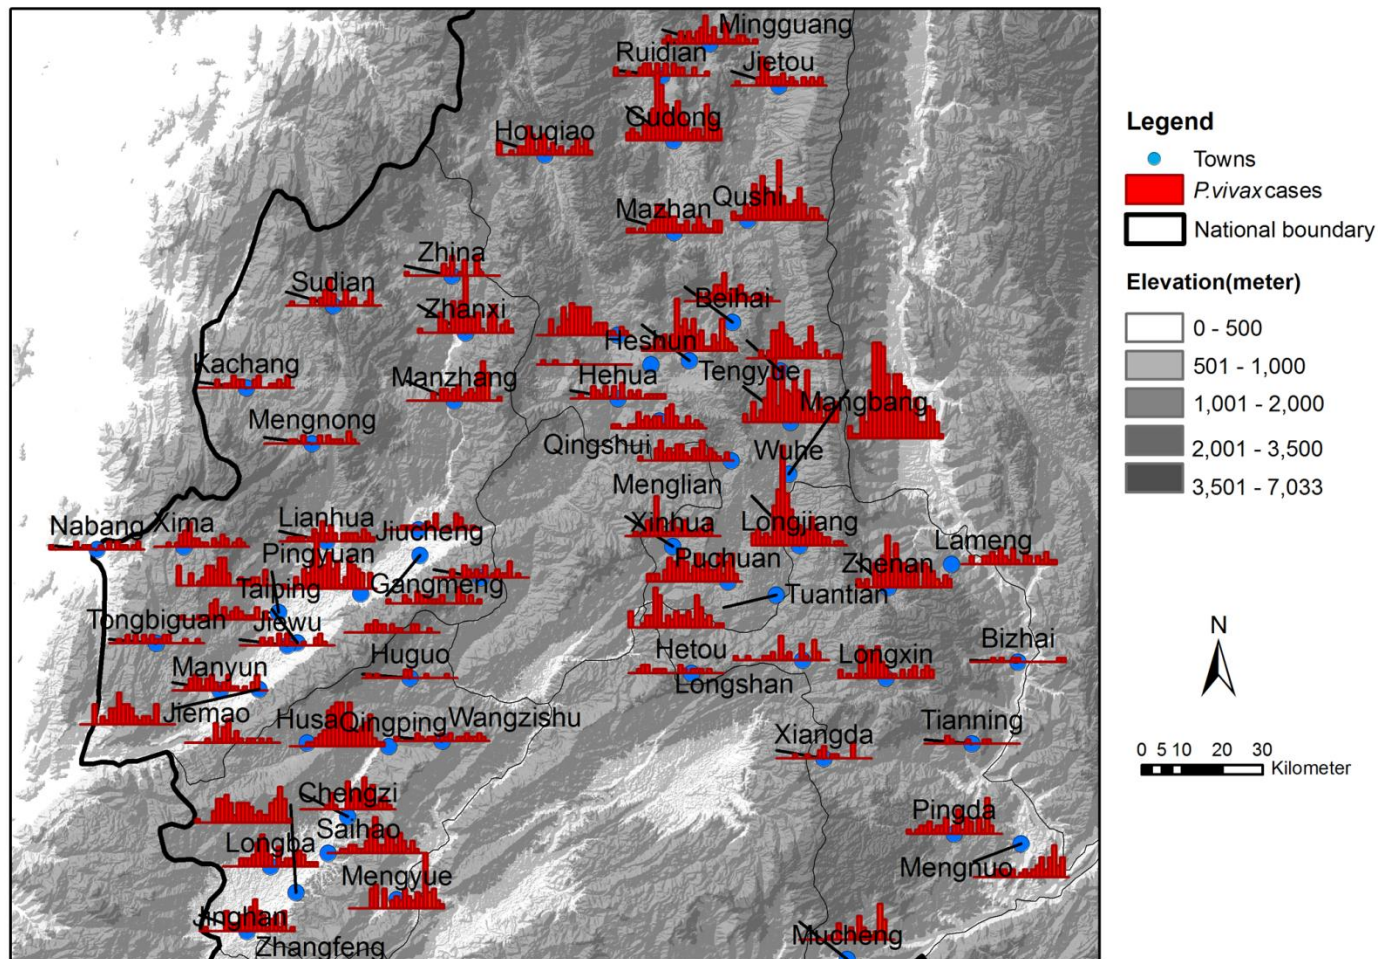 Mingguang
Ruidian
Jietou
Gudong
Houqiao
Qushi
Mazhan
Zhina
Sudian
Zhanxi
Beihai
Heshun
Kachang
Manzhang
Hehua
Tengyue
Mangbang
Mengnong
Qingshui
Wuhe
Menglian
Nabang
Xima
Lianhua
Jiucheng
Xinhua
Longjiang
Lameng
Pingyuan
Puchuan
Zhenan
Taiping
Gangmeng
Tuantian
Tongbiguan
Jiewu
Bizhai
Manyun
Huguo
Hetou
Longxin
Longshan
Jiemao
Husa
Qingping
Wangzishu
Xiangda
Tianning
Chengzi
Pingda
Saihao
Longba
Mengyue
Mengnuo
Jinghan
Zhangfeng
Mucheng
Legend
Towns
P.vivax cases
National boundary
Elevation(meter)
0 - 500
501 - 1,000
1,001 - 2,000
2,001 - 3,500
3,501 - 7,033
N
0 5 10 20 30
Kilometer